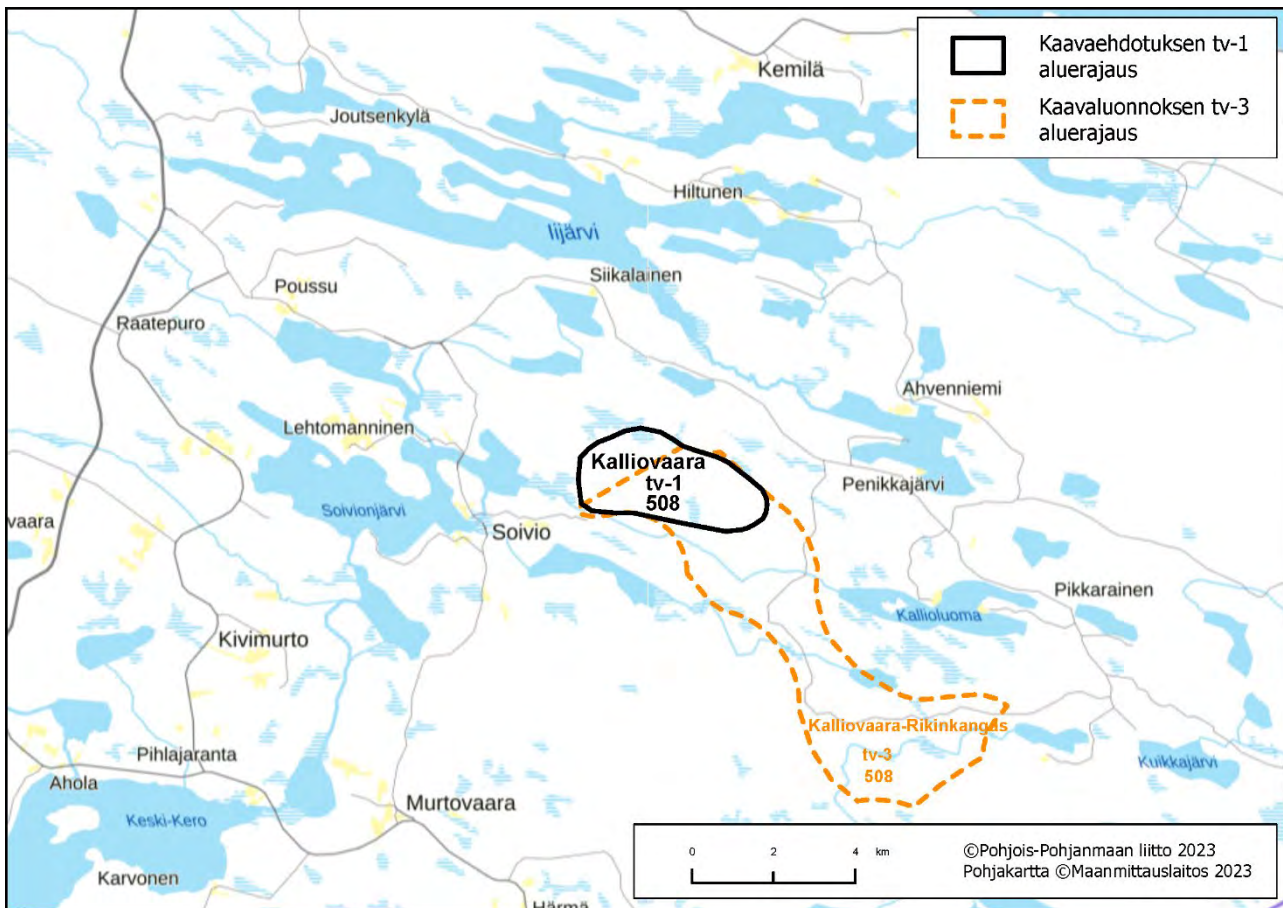 Kaavaehdotuksen tv-1
aluerajaus
Kaavaluonnoksen tv-3
aluerajaus
Kemilä
Joutsenkylä
Hiltunen
Iijärvi
Siikalainen
Poussu
Raatepuro
Ahvenniemi
Lehtomanninen
Kalliovaara
tv-1
508
Penikkajärvi
Soivionjärvi
vaara
Soivio
Pikkarainen
Kallioluoma
Kivimurto
Kalliovaara-Rikinkangas
tv-3
508
Pihlajaranta
Kuikkajärvi
Ahola
Murtovaara
Keski-Kero
Karvonen
Härmä
0 2 4 km
©Pohjois-Pohjanmaan liitto 2023
Pohjakartta ©Maanmittauslaitos 2023